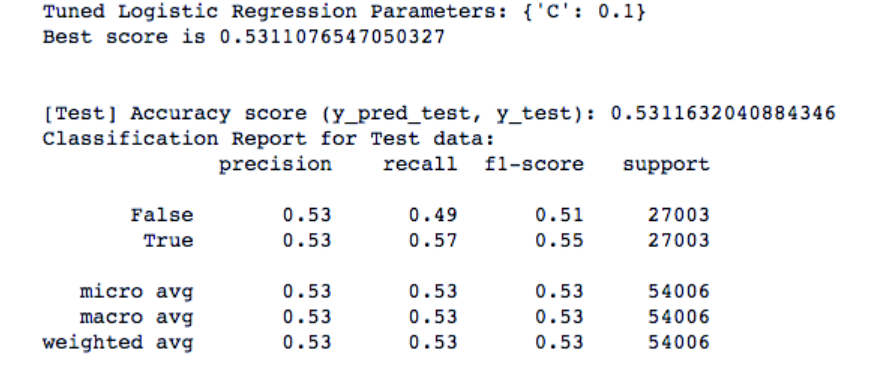 Tuned Logistic Regression Parameters: {'C': 0.1}
Best score is 0.5311076547050327
[Test] Accuracy score (y_pred_test, y_test): 0.5311632040884346
Classification Report for Test data:
precision recall f1-score support
False 0.53 0.49 0.51 27003
True 0.53 0.57 0.55 27003
micro avg 0.53 0.53 0.53 54006
macro avg 0.53 0.53 0.53 54006
weighted avg 0.53 0.53 0.53 54006